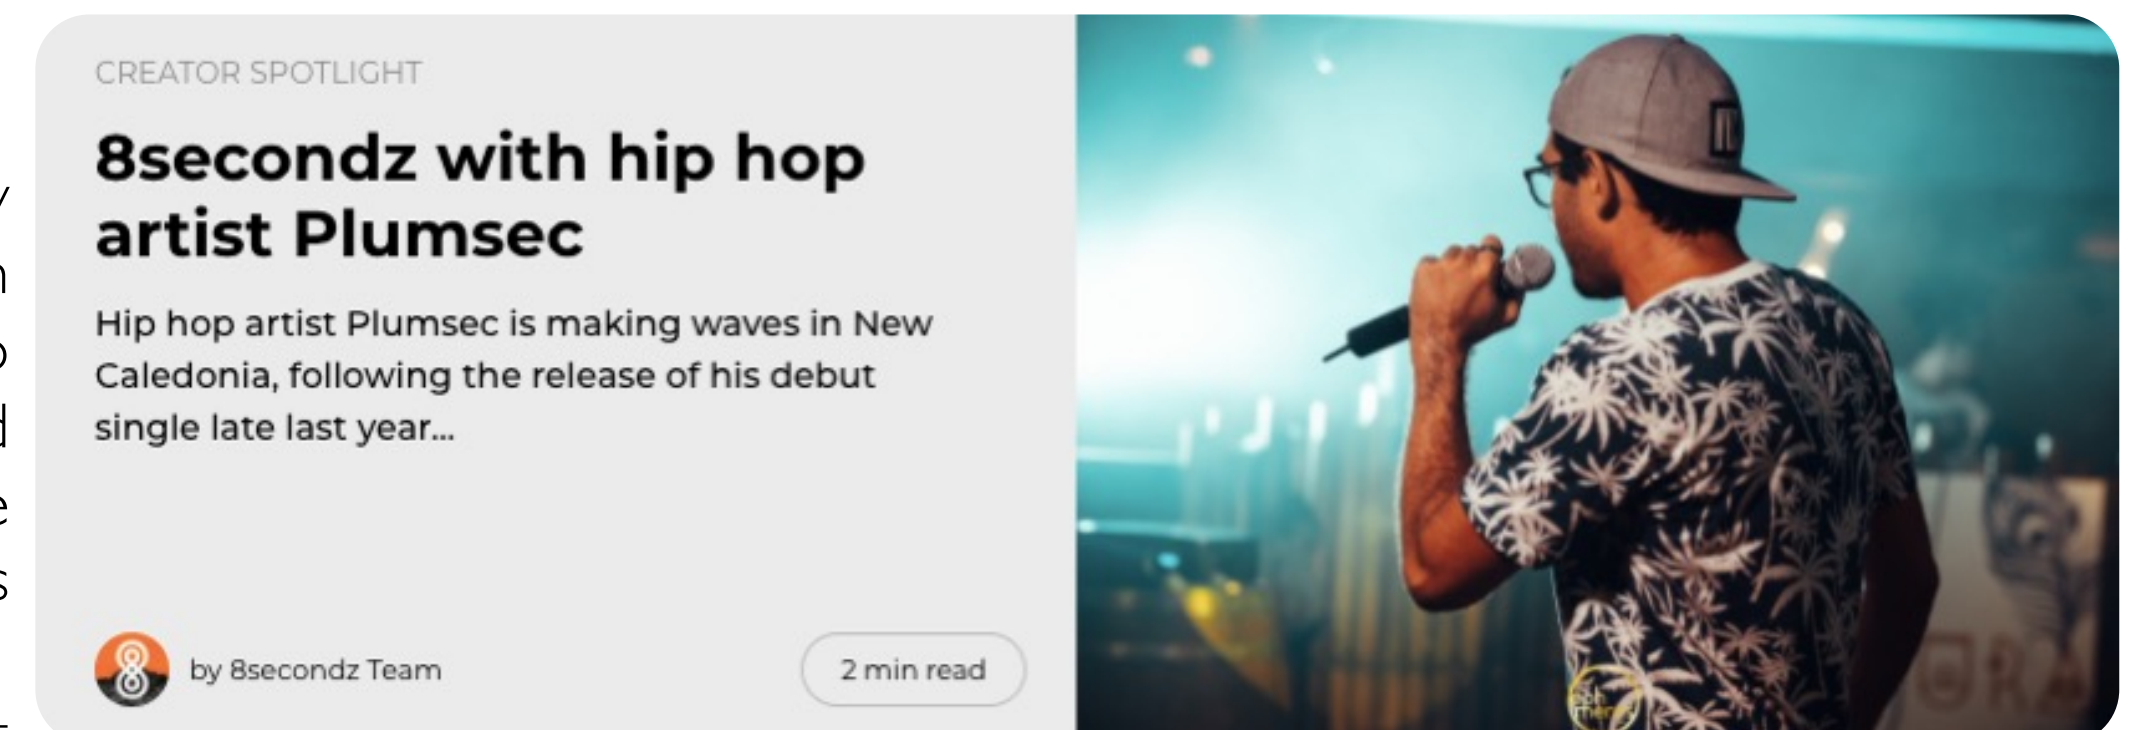 CREATOR SPOTLIGHT
8secondz with hip hop
artist Plumsec
Hip hop artist Plumsec is making waves in New
Caledonia, following the release of his debut
single late last year...
by 8secondz Team
2 min read